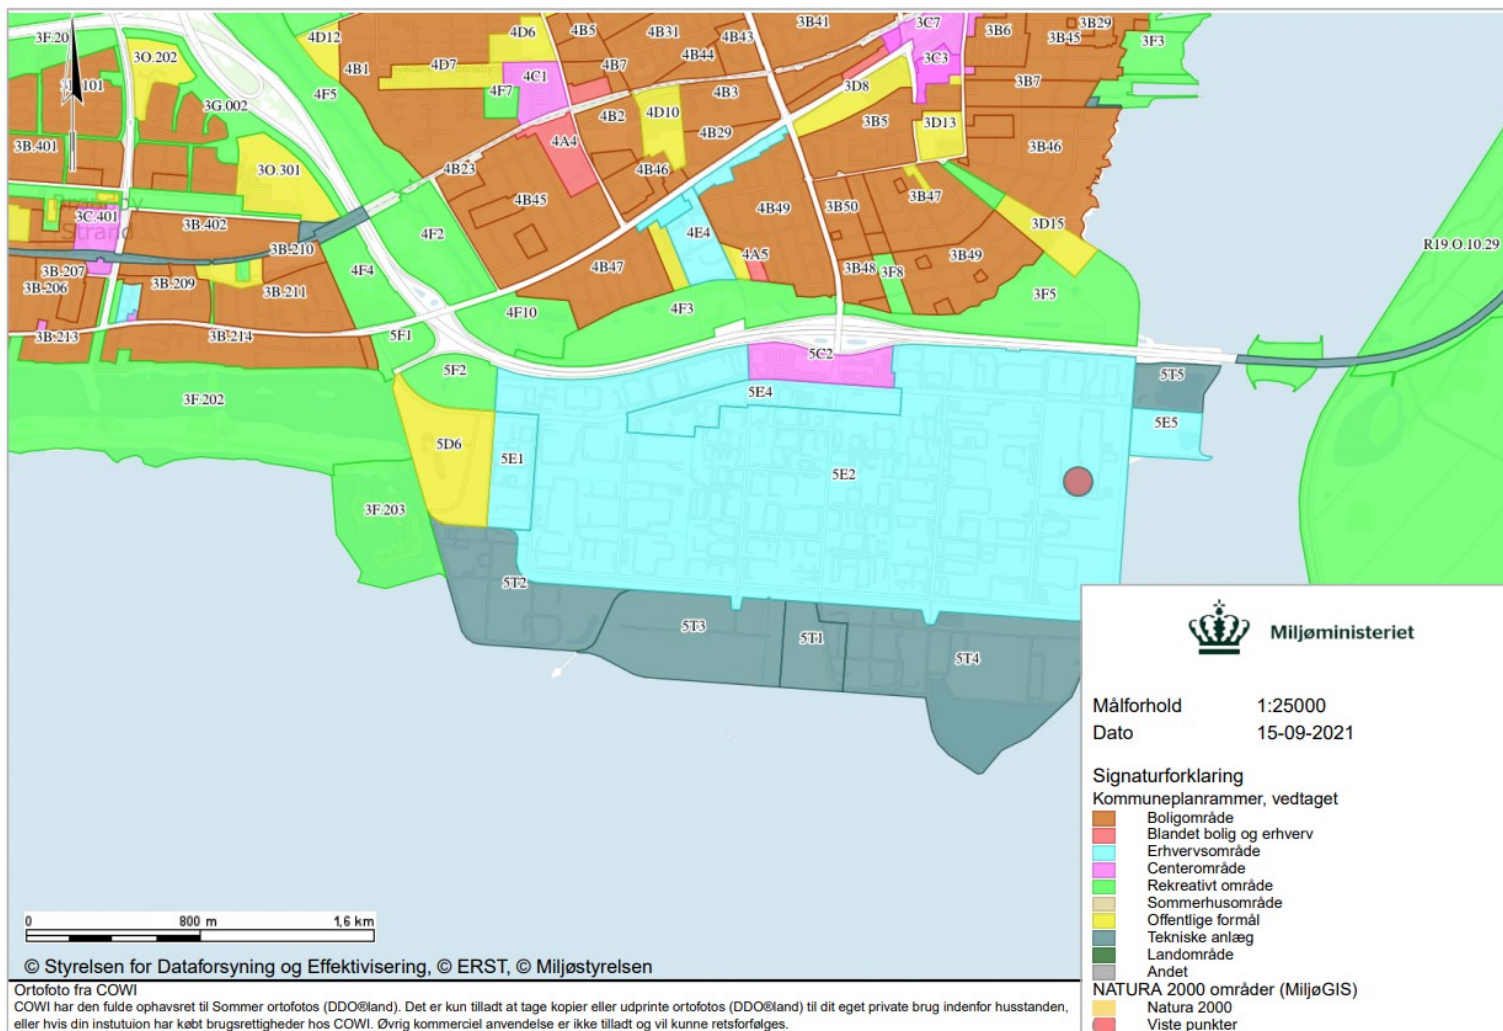 3F.20
3O.202
4D12
4B1
4D7
4D6
4B5
4B31
4B43
3B41
3C7
3B6
3B29
3B45
3F3
4B44
4B7
4C1
3C3
3B7
101
3G.002
4F5
4F7
4B3
3D8
4B2
4D10
3B5
3D13
3B.401
4A4
4B29
3B46
3O.301
4B23
4B46
4B45
3B47
Brøndby
Strand
3C.401
3B.402
4F2
4E4
4B49
3B50
3D15
R19.O.10.29
3B.210
4F4
4B47
4A5
3B48
3F8
3B49
3B.207
3B.206
3B.209
3B.211
3F5
4F3
4F10
3B.213
3B.214
5F1
5C2
5F2
5T5
3F.202
5E4
5E5
5D6
5E1
5E2
3F.203
5T2
5T3
5T1
5T4
Miljøministeriet
Målforhold 1:25000
Dato 15-09-2021
Signaturforklaring
Kommuneplanrammer, vedtaget
Boligområde
Blandet bolig og erhverv
Erhvervsområde
Centerområde
Rekreativt område
Sommerhusområde
Offentlige formål
Tekniske anlæg
Landområde
Andet
NATURA 2000 områder (MiljøGIS)
Natura 2000
Viste punkter
0 800 m 1,6 km
© Styrelsen for Dataforsyning og Effektivisering, © ERST, © Miljøstyrelsen
Ortofoto fra COWI
COWI har den fulde ophavsret til Sommer ortofotos (DDO®land). Det er kun tilladt at tage kopier eller udprinte ortofotos (DDO®land) til dit eget private brug indenfor husstanden,
eller hvis din instutuion har købt brugsrettigheder hos COWI. Øvrig kommerciel anvendelse er ikke tilladt og vil kunne retsforfølges.